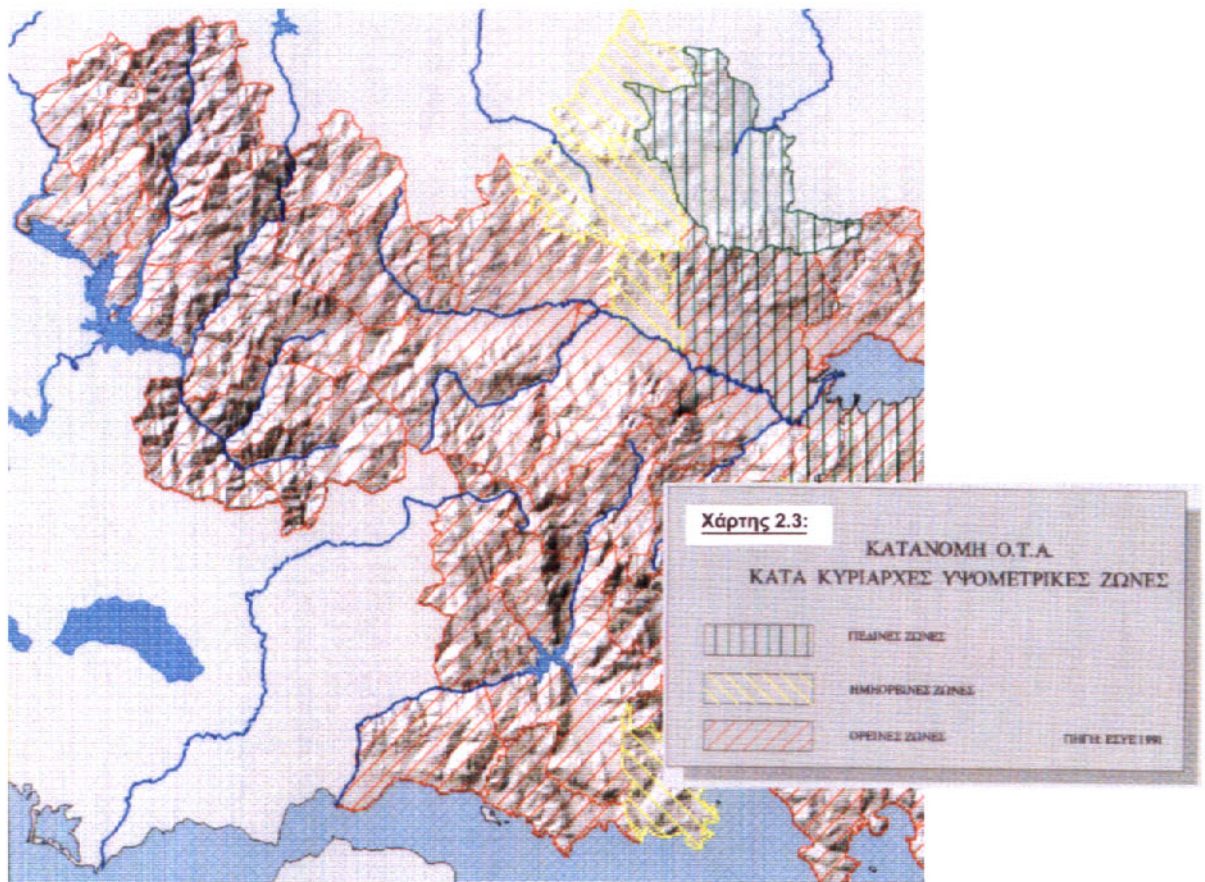 Χάρτης 2.3:
ΚΑΤΑΝΟΜΗ Ο.Τ.Α.
ΚΑΤΑ ΚΥΡΙΑΡΧΕΣ ΥΨΟΜΕΤΡΙΚΕΣ ΖΩΝΕΣ
ΠΕΔΙΝΕΣ ΖΩΝΕΣ
ΗΜΙΟΡΕΙΝΕΣ ΖΩΝΕΣ
ΟΡΕΙΝΕΣ ΖΩΝΕΣ
ΠΗΓΗ: ΕΣΥΕ 1991